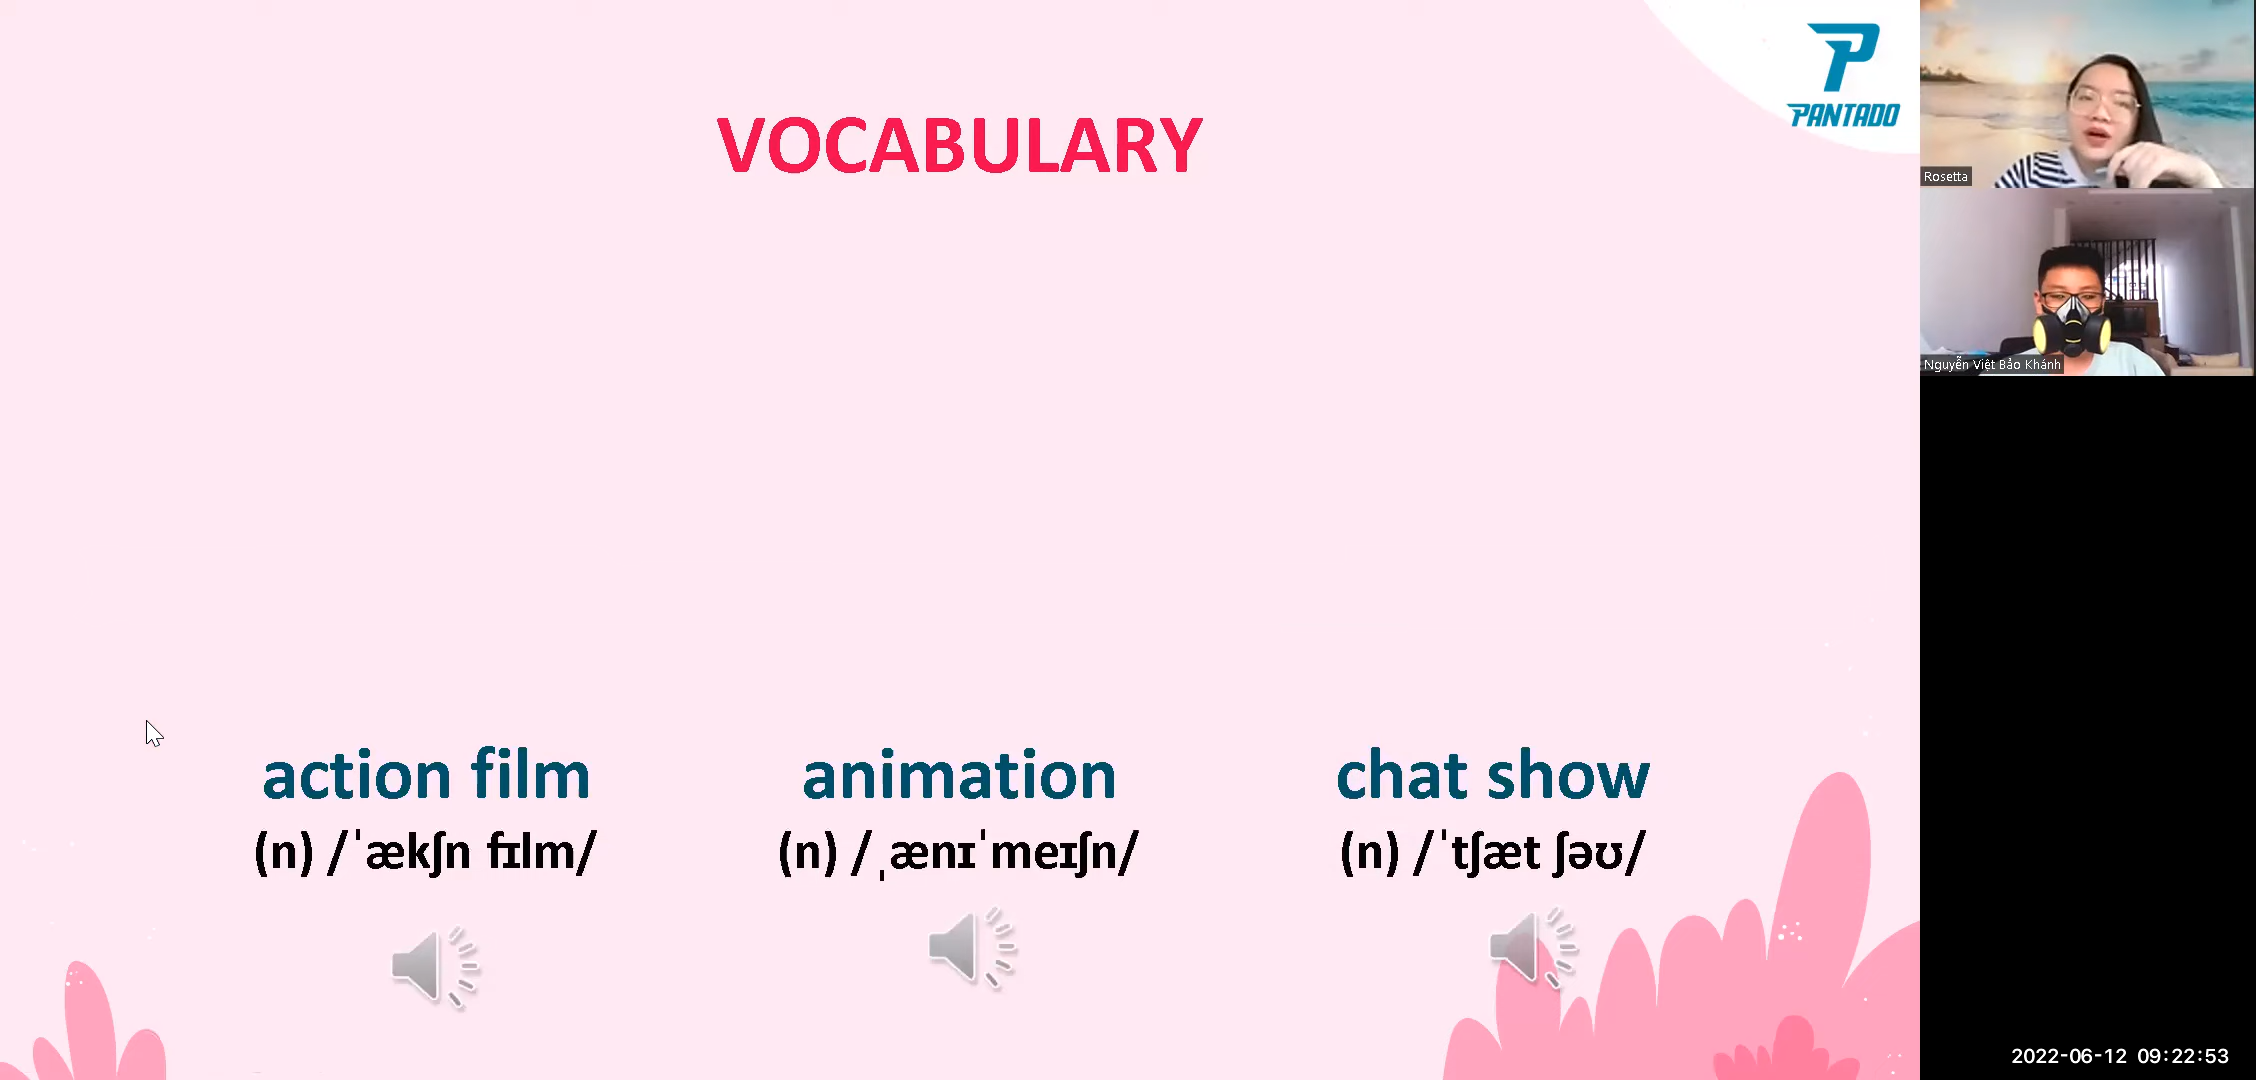 VOCABULARY
PANTADO
Rosetta
Nguyễn Việt Bảo Khánh
action film
(n) /ˈækʃn fɪlm/
animation
(n) /ˌænɪˈmeɪʃn/
chat show
(n) /ˈtʃæt ʃəʊ/
2022-06-12 09:22:53